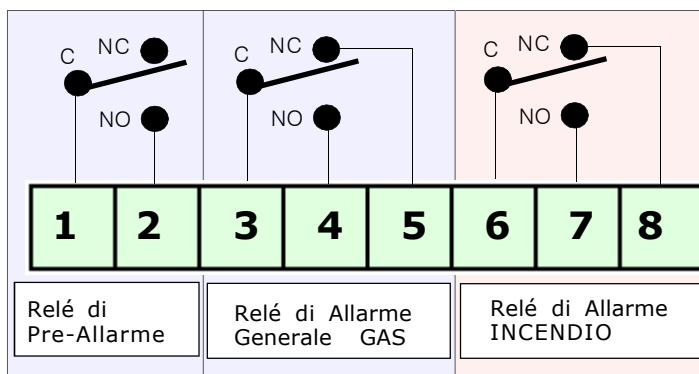 C NC NO
C NC NO
C NC NO
1 2 3 4 5 6 7 8
Relé di
Pre-Allarme
Relé di Allarme
Generale GAS
Relé di Allarme
INCENDIO